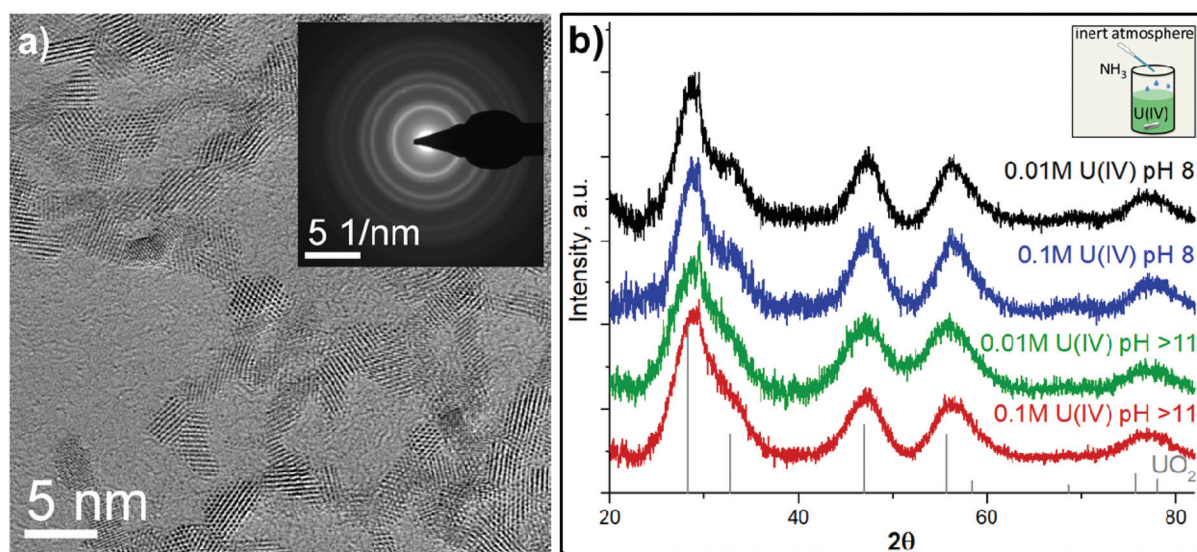 a)
5 1/nm
5 nm
b)
inert atmosphere
NH₃
U(IV)
0.01M U(IV) pH 8
0.1M U(IV) pH 8
0.01M U(IV) pH >11
0.1M U(IV) pH >11
UO₂
Intensity, a.u.
20 40 60 80
2θ